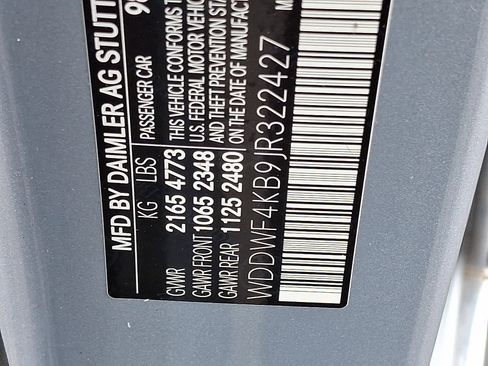 MFD BY DAIMLER AG STUTT
KG LBS PASSENGER CAR
GVWR 2165 4773 THIS VEHICLE CONFORMS T
GAWR FRONT 1065 2348 U.S. FEDERAL MOTOR VEHIC
GAWR REAR 1125 2480 AND THEFT PREVENTION STA
ON THE DATE OF MANUFACT
WDDWF4KB9JR322427